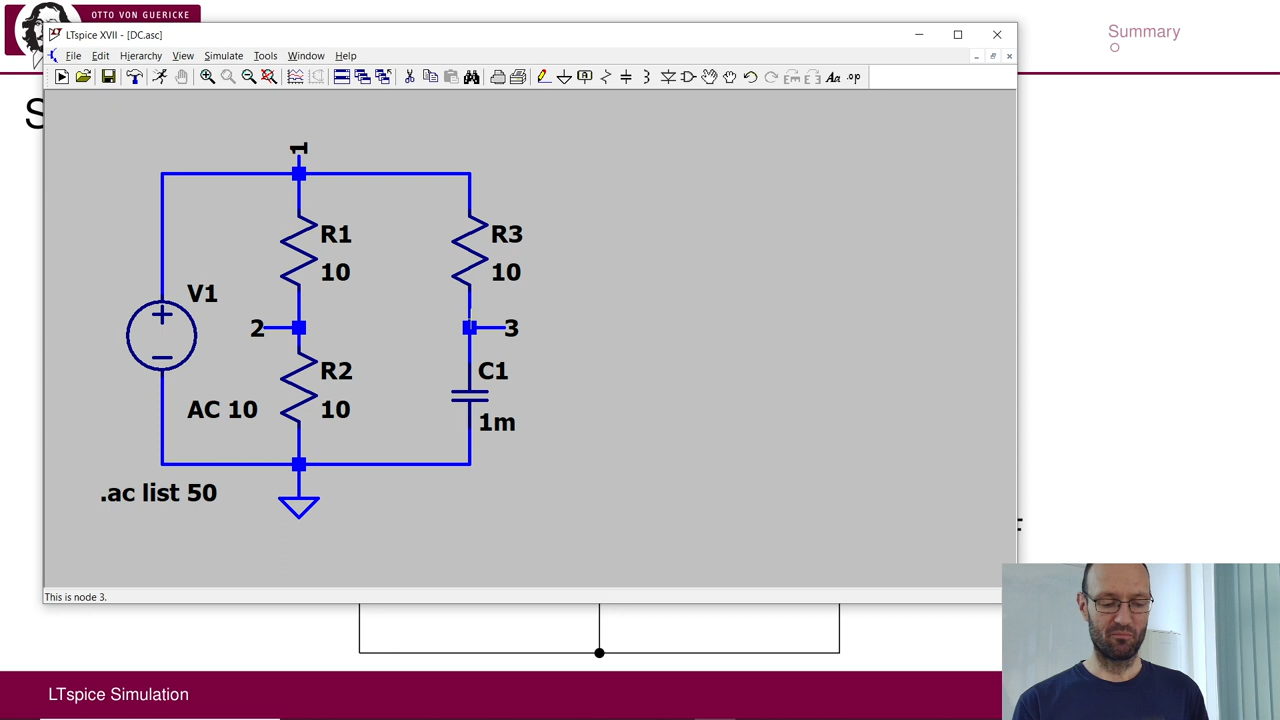 OTTO VON GUERICKE
Summary
LTspice XVII - [DC.asc]
File Edit Hierarchy View Simulate Tools Window Help
Aa .op
S
1
R1
10
R3
10
V1
2
3
R2
10
C1
1m
AC 10
.ac list 50
This is node 3.
LTspice Simulation